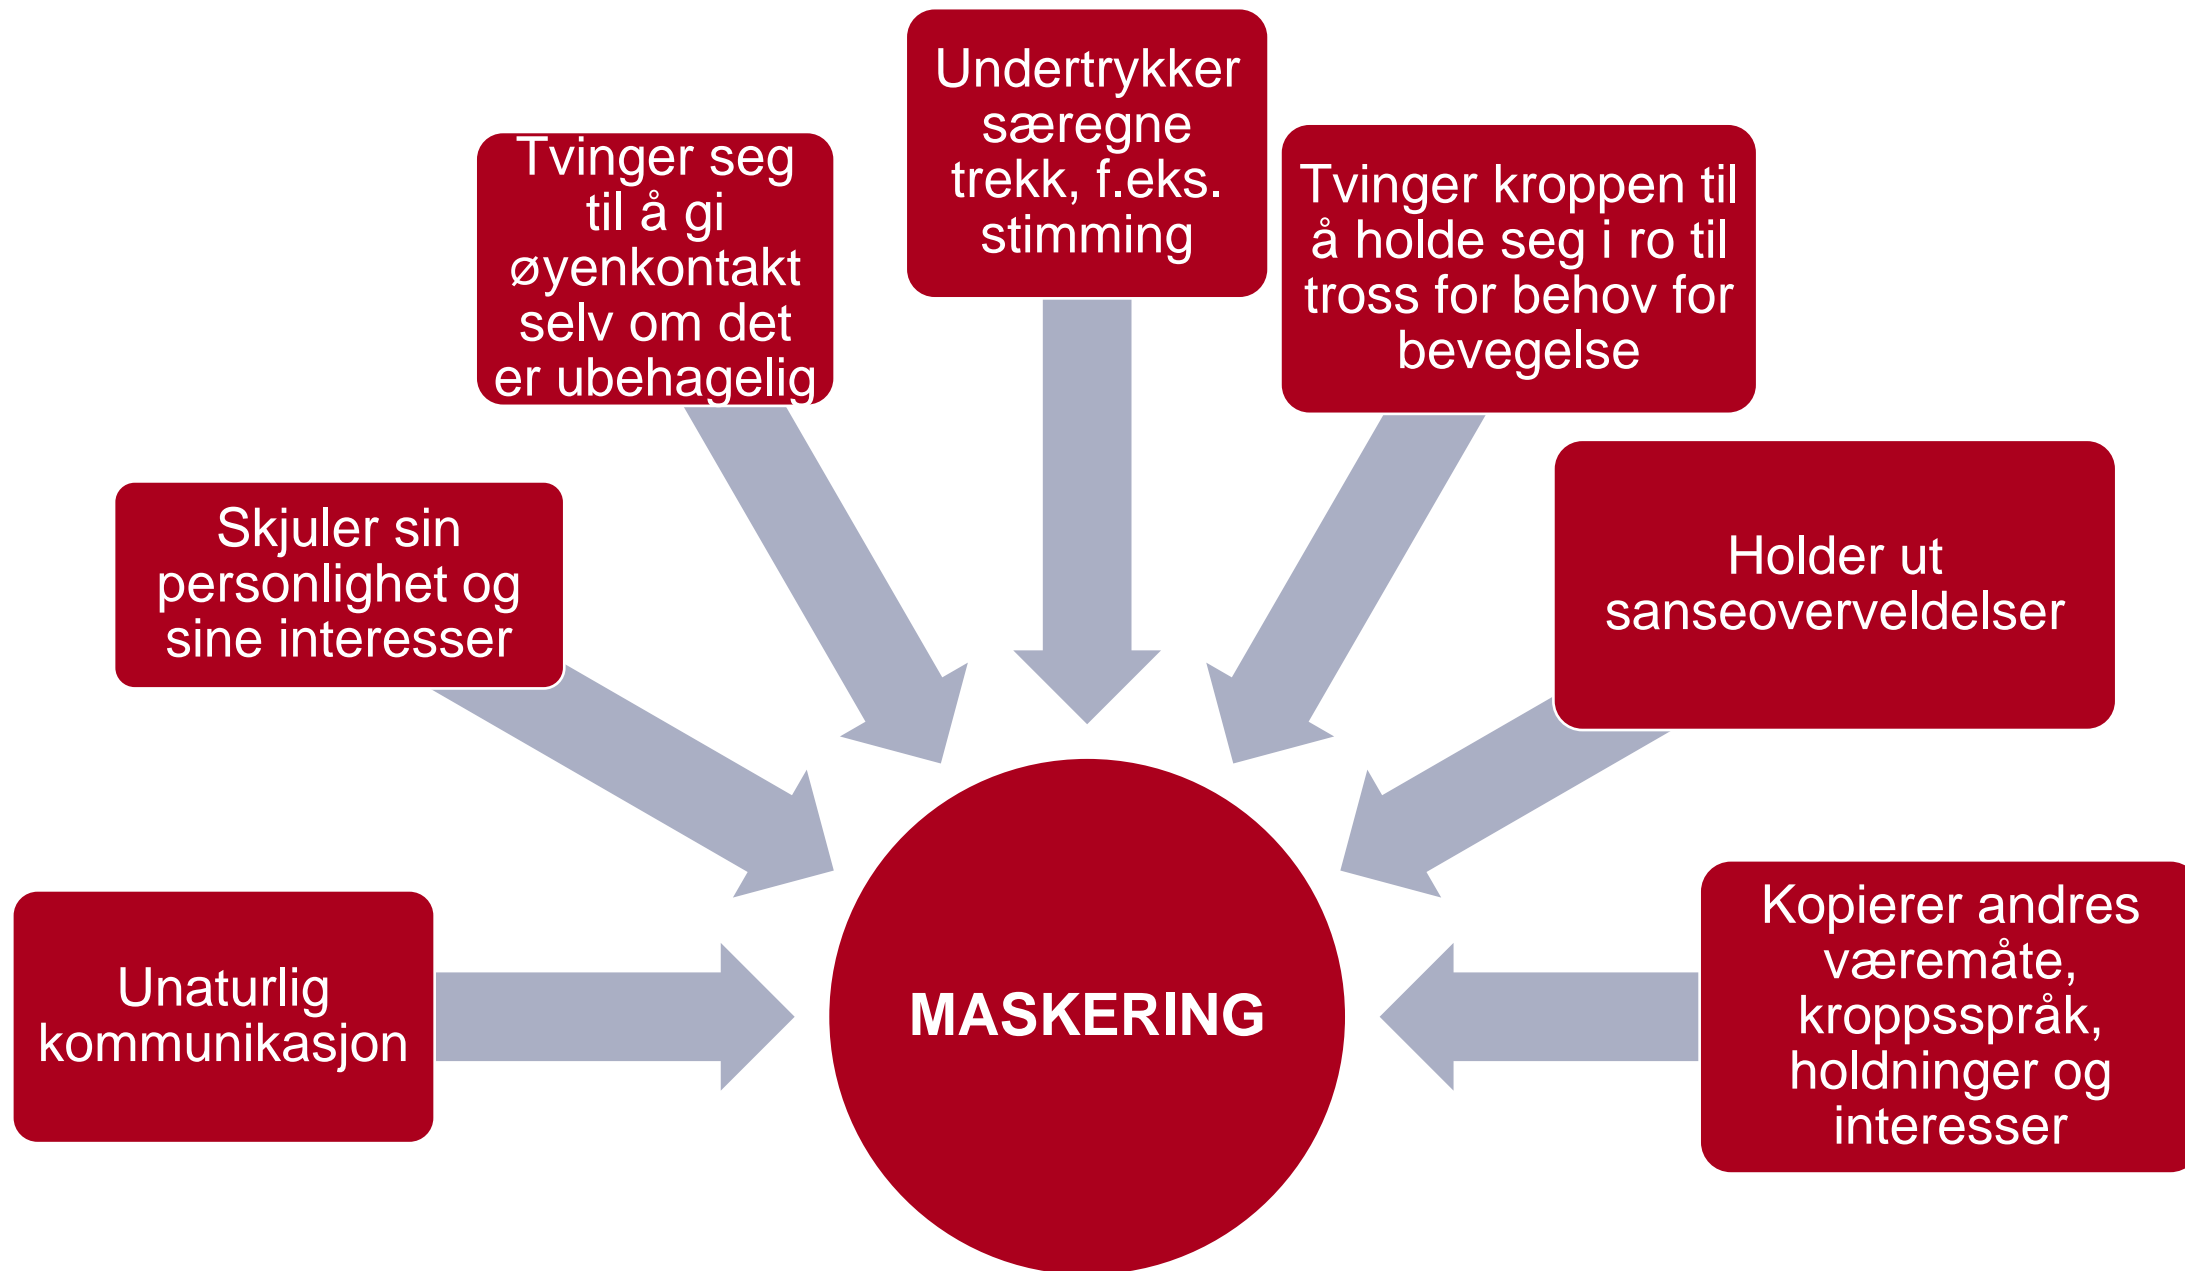 Undertrykker
særegne
trekk, f.eks.
stimming
Tvinger seg
til å gi
øyenkontakt
selv om det
er ubehagelig
Tvinger kroppen til
å holde seg i ro til
tross for behov for
bevegelse
Skjuler sin
personlighet og
sine interesser
Holder ut
sanseoverveldelser
Unaturlig
kommunikasjon
MASKERING
Kopierer andres
væremåte,
kroppsspråk,
holdninger og
interesser